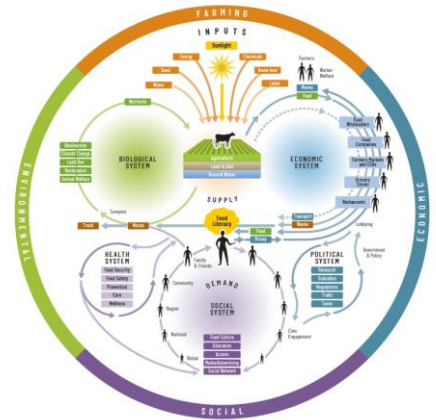 FARMING
INPUTS
Sunlight
Energy
Chemicals
Seed
Know-how
Water
Labor
Nutrients
Farmers
Market
Welfare
Money
Food
Biodiversity
Climate Change
Land Use
Restoration
Animal Welfare
BIOLOGICAL
SYSTEM
Agriculture
Land & Soil
Ground Water
ECONOMIC
SYSTEM
Food
Wholesalers
Food
Companies
Farmers Markets
and CSAs
Grocery
Stores
Restaurants
ENVIRONMENTAL
ECONOMIC
SUPPLY
Compost
Trash
Waste
Food
Literacy
Transport
Waste
Food
Money
Lobbying
Government
& Policy
HEALTH
SYSTEM
Food Security
Food Safety
Prevention
Care
Wellness
Family
& Friends
Community
Region
National
Global
DEMAND
SOCIAL
SYSTEM
Food Culture
Education
Access
Media/Advertising
Social Network
POLITICAL
SYSTEM
Research
Subsidies
Regulations
Trade
Taxes
Civic
Engagement
SOCIAL